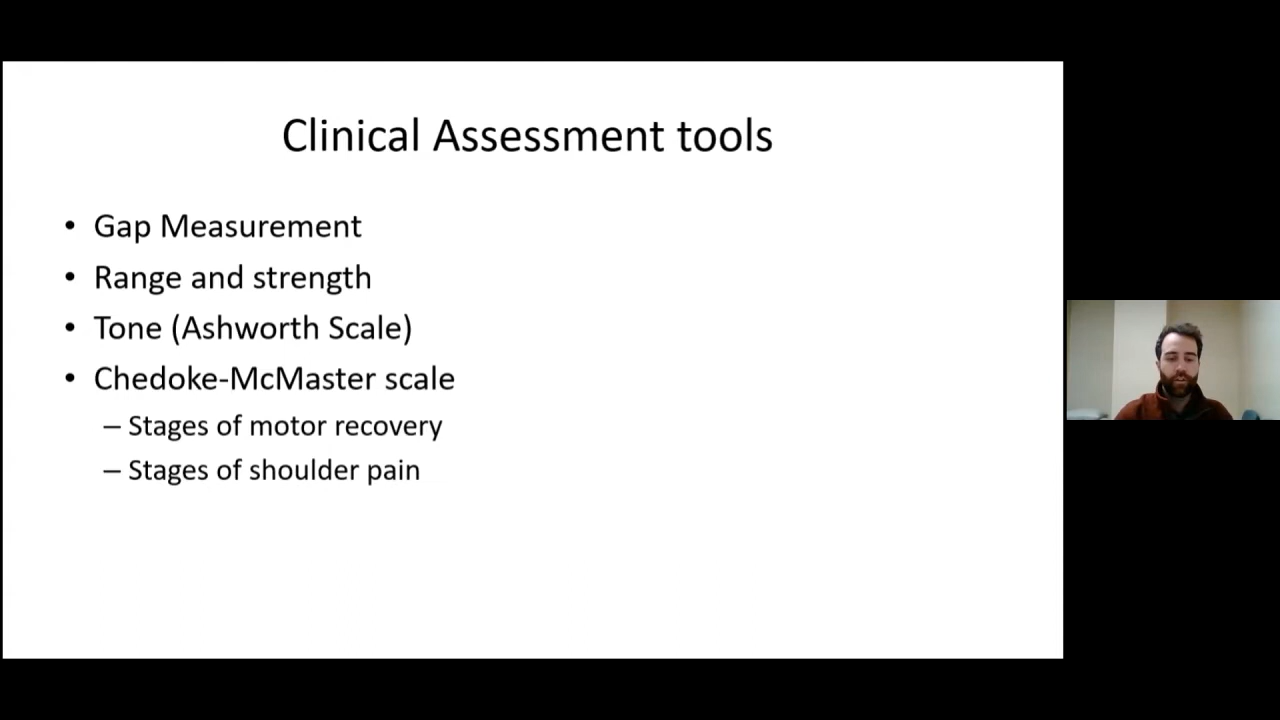 Clinical Assessment tools
• Gap Measurement
• Range and strength
• Tone (Ashworth Scale)
• Chedoke-McMaster scale
– Stages of motor recovery
– Stages of shoulder pain